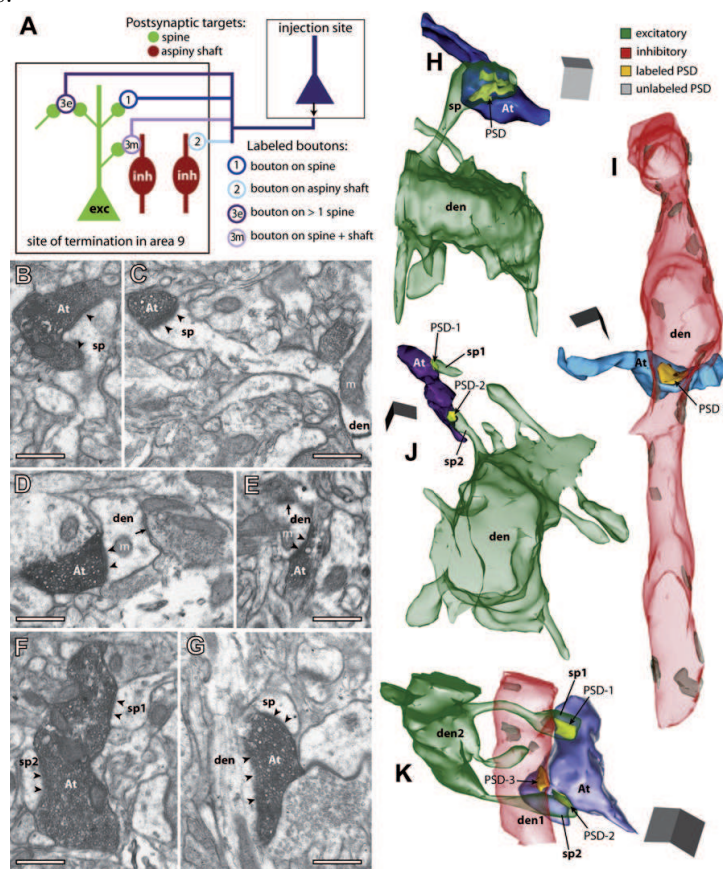 A
Postsynaptic targets:
spine
aspiny shaft
injection site
3e
1
3m
2
inh
inh
exc
Labeled boutons:
1 bouton on spine
2 bouton on aspiny shaft
3e bouton on > 1 spine
3m bouton on spine + shaft
site of termination in area 9
B
At
sp
C
At
sp
m
den
D
den
m
At
E
den
m
At
F
sp1
sp2
At
G
sp
den
At
H
sp
At
PSD
den
excitatory
inhibitory
labeled PSD
unlabeled PSD
I
den
At
PSD
PSD-1
sp1
At
PSD-2
J
sp2
den
sp1
PSD-1
den2
K
PSD-3
At
den1
PSD-2
sp2